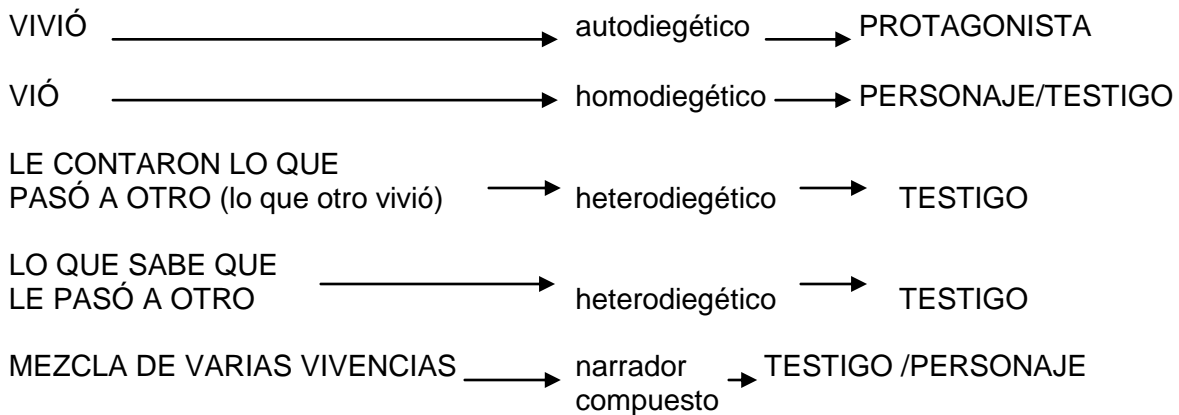 VIVIÓ autodiegético PROTAGONISTA
VIÓ homodiegético PERSONAJE/TESTIGO
LE CONTARON LO QUE
PASÓ A OTRO (lo que otro vivió) heterodiegético TESTIGO
LO QUE SABE QUE
LE PASÓ A OTRO heterodiegético TESTIGO
MEZCLA DE VARIAS VIVENCIAS narrador TESTIGO /PERSONAJE
compuesto